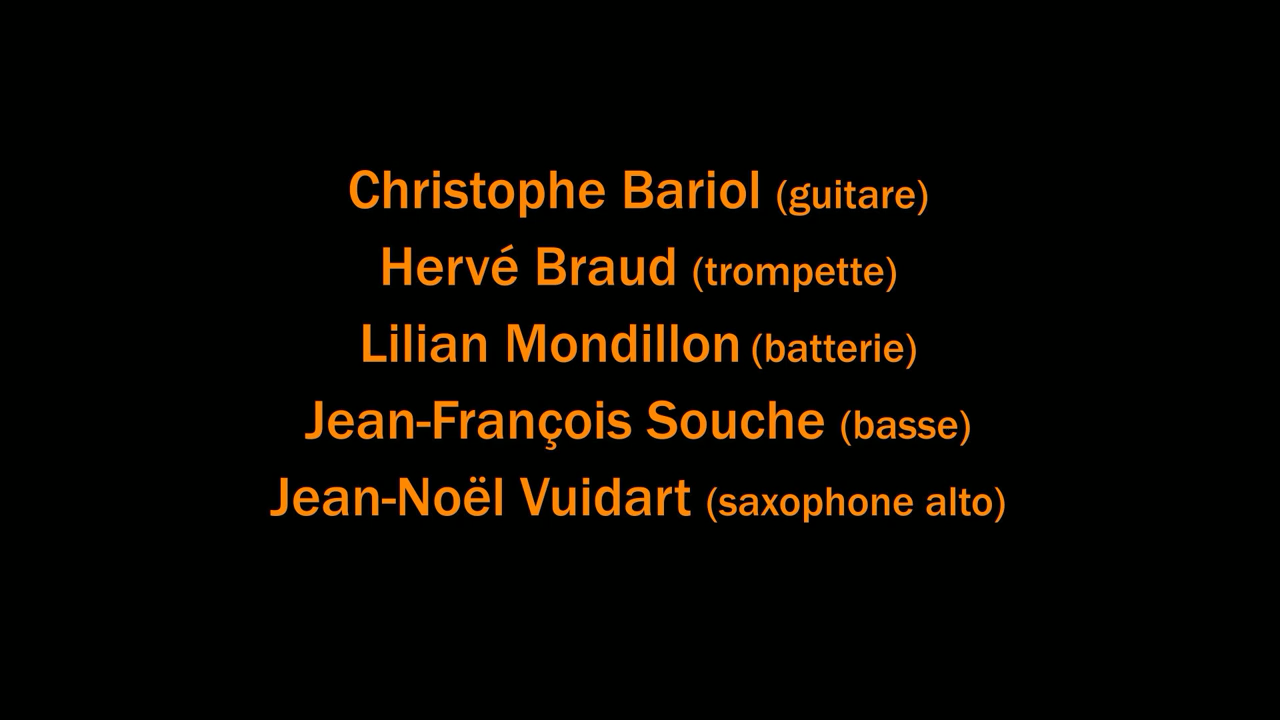 Christophe Bariol (guitare)
Hervé Braud (trompette)
Lilian Mondillon (batterie)
Jean-François Souche (basse)
Jean-Noël Vuidart (saxophone alto)